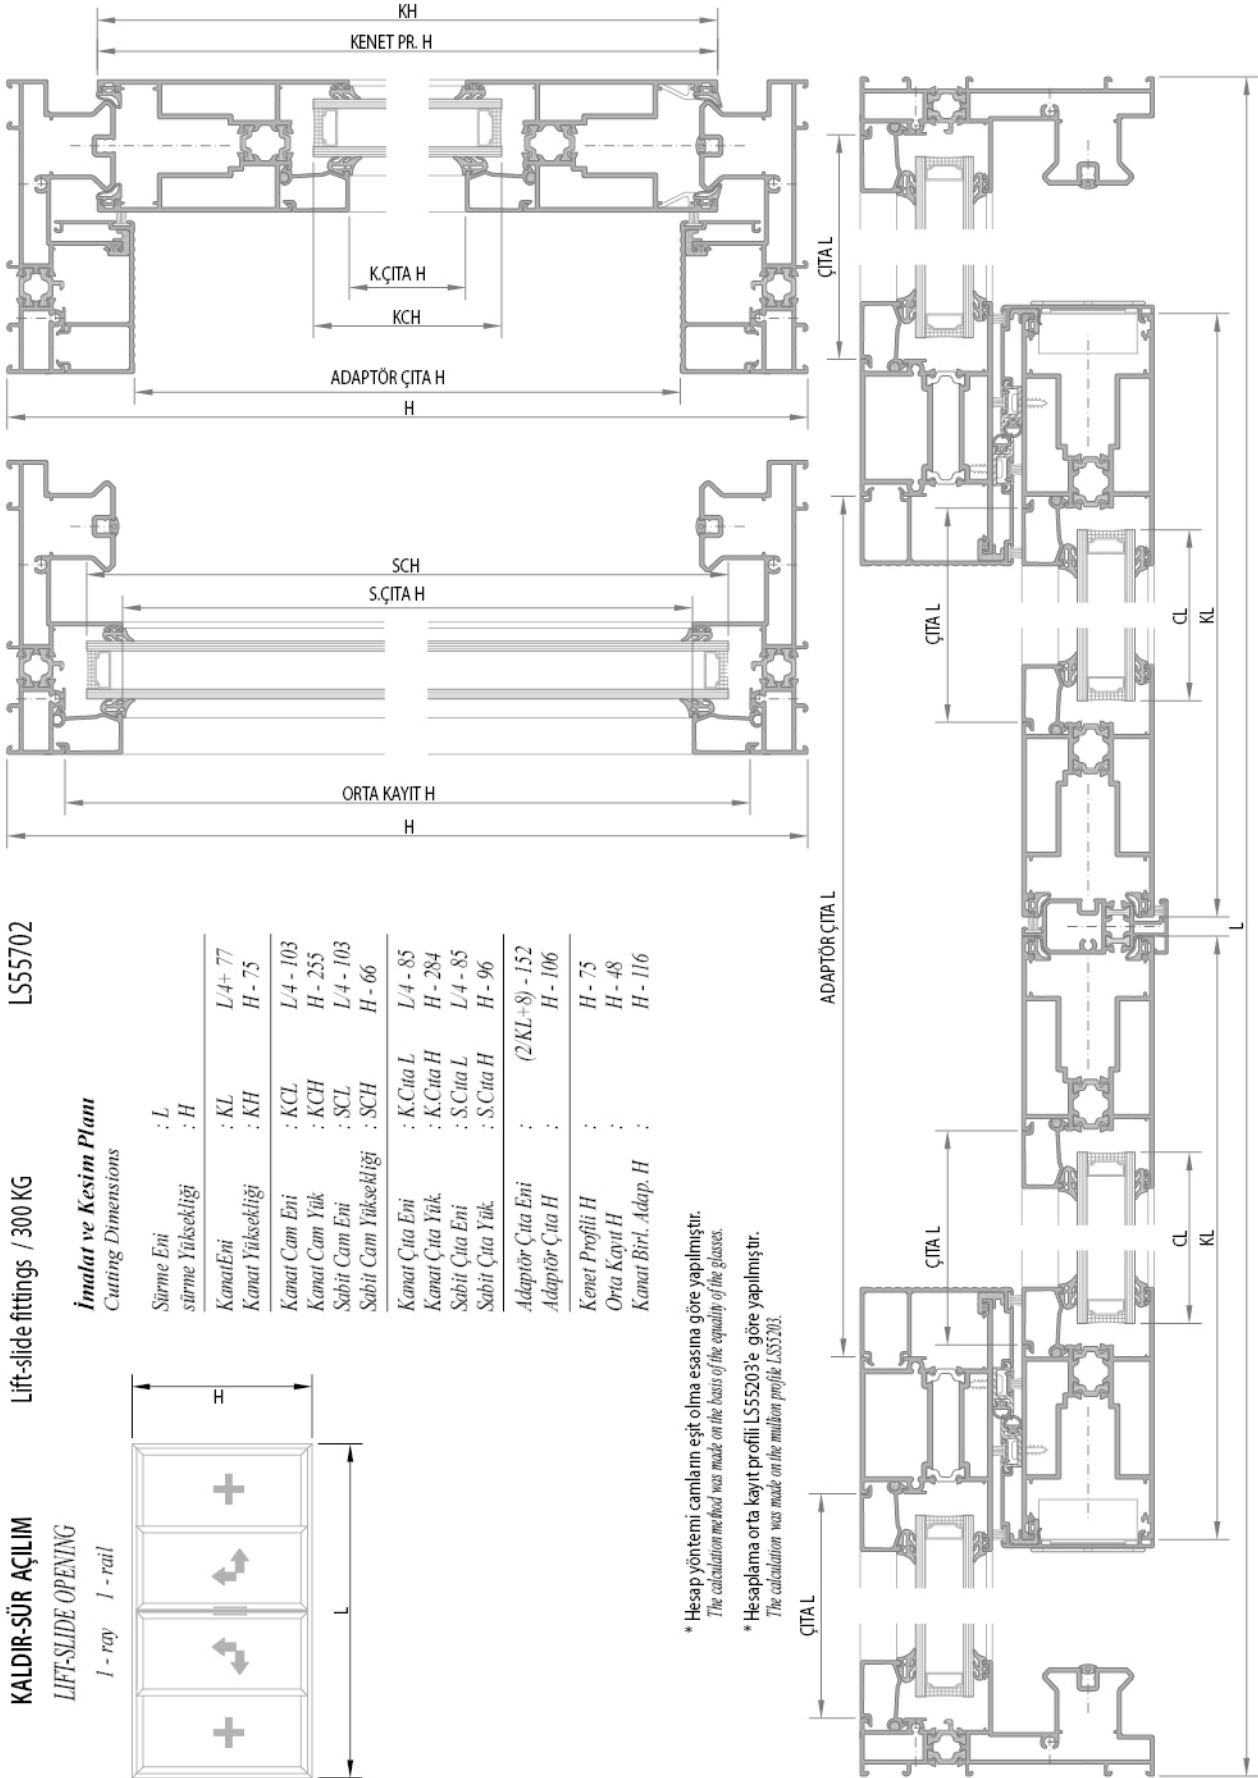 KALDIR-SÜR AÇILIM
LIFT-SLIDE OPENING
1 - ray 1 - rail
Lift-slide fittings / 300 KG
LS55702
H
L
İmalat ve Kesim Planı
Cutting Dimensions
Sürme Eni : L
sürme Yüksekliği : H
KanatEni : KL L/4+ 77
Kanat Yüksekliği : KH H - 75
Kanat Cam Eni : KCL L/4 - 103
Kanat Cam Yük : KCH H - 255
Sabit Cam Eni : SCL L/4 - 103
Sabit Cam Yüksekliği : SCH H - 66
Kanat Çıta Eni : K.Cıta L L/4 - 85
Kanat Çıta Yük. : K.Cıta H H - 284
Sabit Çıta Eni : S.Cıta L L/4 - 85
Sabit Çıta Yük. : S.Cıta H H - 96
Adaptör Çıta Eni : (2/KL+8) - 152
Adaptör Çıta H : H - 106
Kenet Profili H : H - 75
Orta Kayıt H : H - 48
Kanat Birl. Adap. H : H - 116
* Hesap yöntemi camların eşit olma esasına göre yapılmıştır.
The calculation method was made on the basis of the equality of the glasses.
* Hesaplama orta kayıt profili LS55203'e göre yapılmıştır.
The calculation was made on the mullion profile LS55203.
KH
KENET PR. H
K.ÇITA H
KCH
ADAPTÖR ÇITA H
H
SCH
S.ÇITA H
ORTA KAYIT H
H
ÇITA L
ÇITA L
CL
KL
ADAPTÖR ÇITA L
L
ÇITA L
CL
KL
ÇITA L